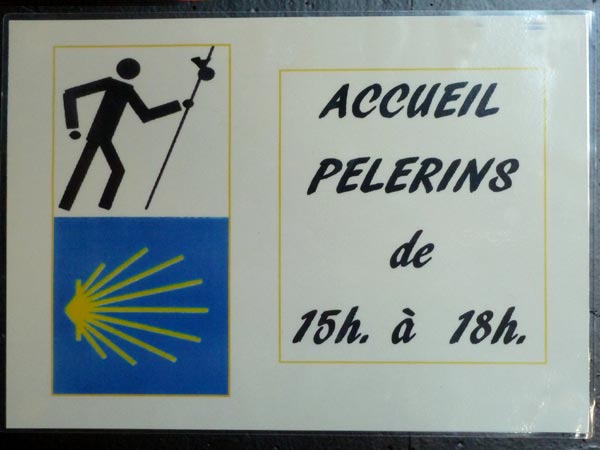 ACCUEIL
PELERINS
de
15h. à 18h.